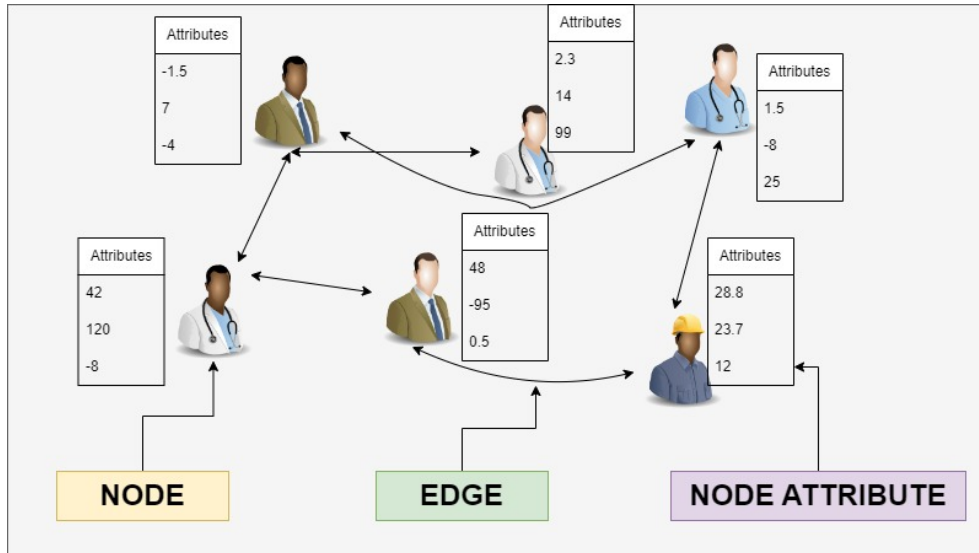 Attributes
-1.5
7
-4
Attributes
2.3
14
99
Attributes
1.5
-8
25
Attributes
42
120
-8
Attributes
48
-95
0.5
Attributes
28.8
23.7
12
NODE
EDGE
NODE ATTRIBUTE